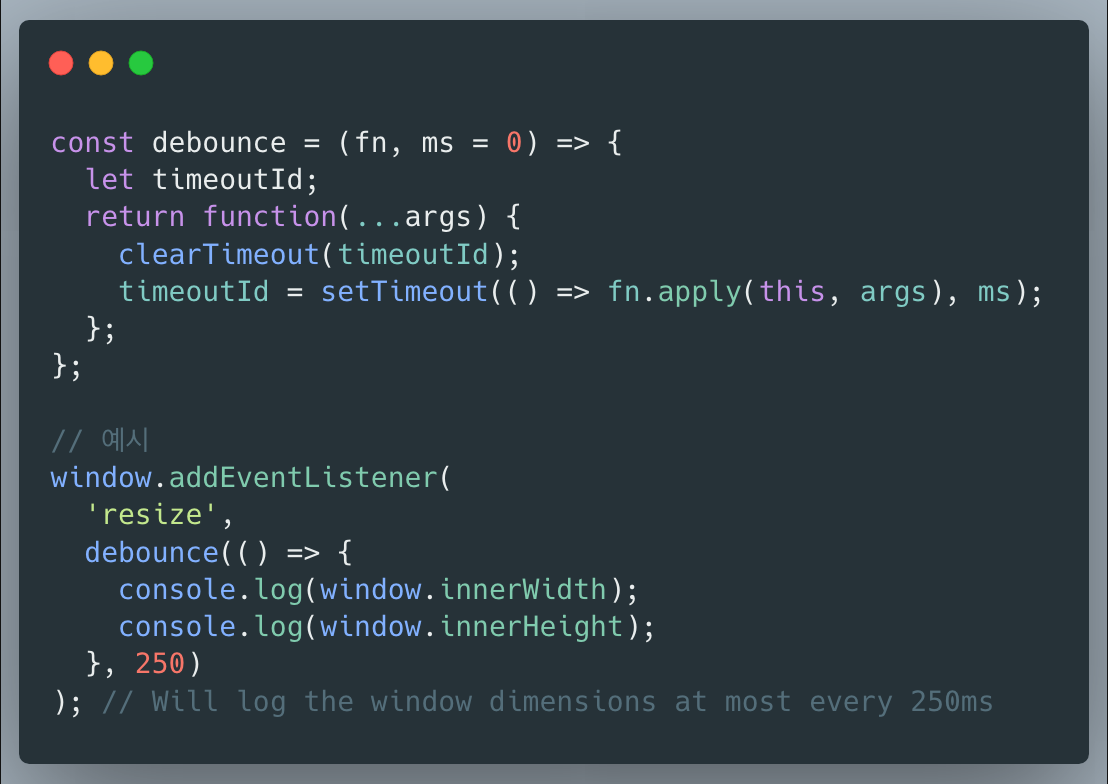 const debounce = (fn, ms = 0) => {
  let timeoutId;
  return function(...args) {
    clearTimeout(timeoutId);
    timeoutId = setTimeout(() => fn.apply(this, args), ms);
  };
};

// 예시
window.addEventListener(
  'resize',
  debounce(() => {
    console.log(window.innerWidth);
    console.log(window.innerHeight);
  }, 250)
); // Will log the window dimensions at most every 250ms